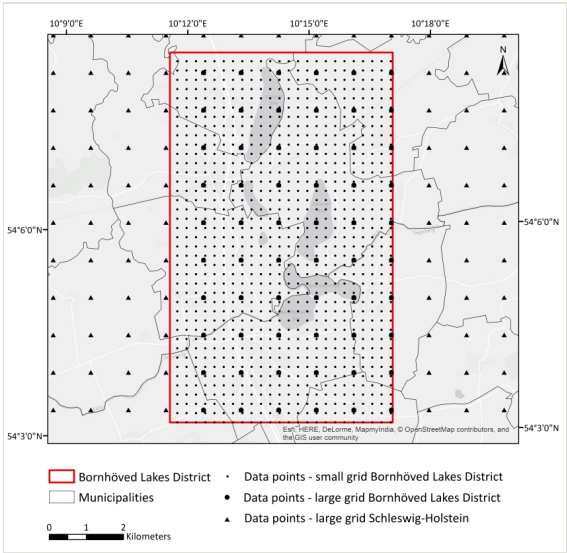 10°9'0"E 10°12'0"E 10°15'0"E 10°18'0"E
N
54°6'0"N 54°6'0"N
54°3'0"N 54°3'0"N
Esri, HERE, DeLorme, MapmyIndia, © OpenStreetMap contributors, and
the GIS user community
Bornhöved Lakes District
Data points - small grid Bornhöved Lakes District
Municipalities
Data points - large grid Bornhöved Lakes District
Data points - large grid Schleswig-Holstein
0 1 2
Kilometers